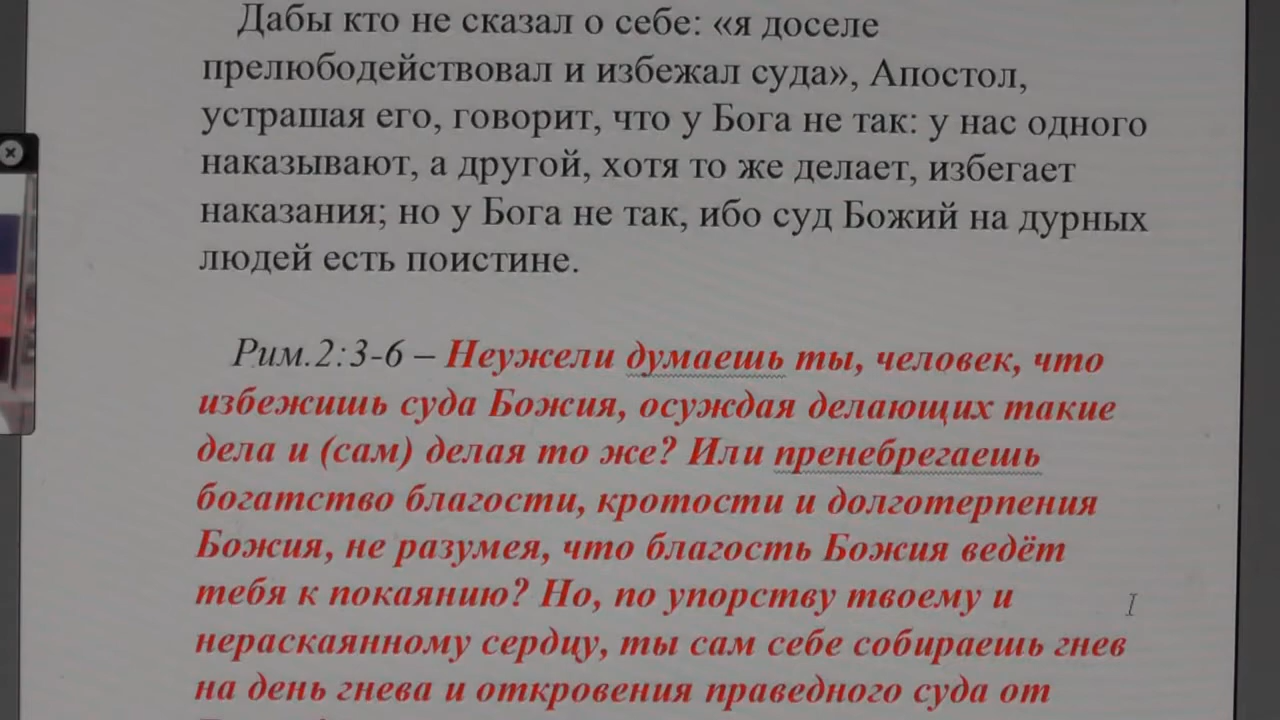 Дабы кто не сказал о себе: «я доселе
прелюбодействовал и избежал суда», Апостол,
устрашая его, говорит, что у Бога не так: у нас одного
наказывают, а другой, хотя то же делает, избегает
наказания; но у Бога не так, ибо суд Божий на дурных
людей есть поистине.
Рим.2:3-6 – Неужели думаешь ты, человек, что
избежишь суда Божия, осуждая делающих такие
дела и (сам) делая то же? Или пренебрегаешь
богатство благости, кротости и долготерпения
Божия, не разумея, что благость Божия ведёт
тебя к покаянию? Но, по упорству твоему и
нераскаянному сердцу, ты сам себе собираешь гнев
на день гнева и откровения праведного суда от